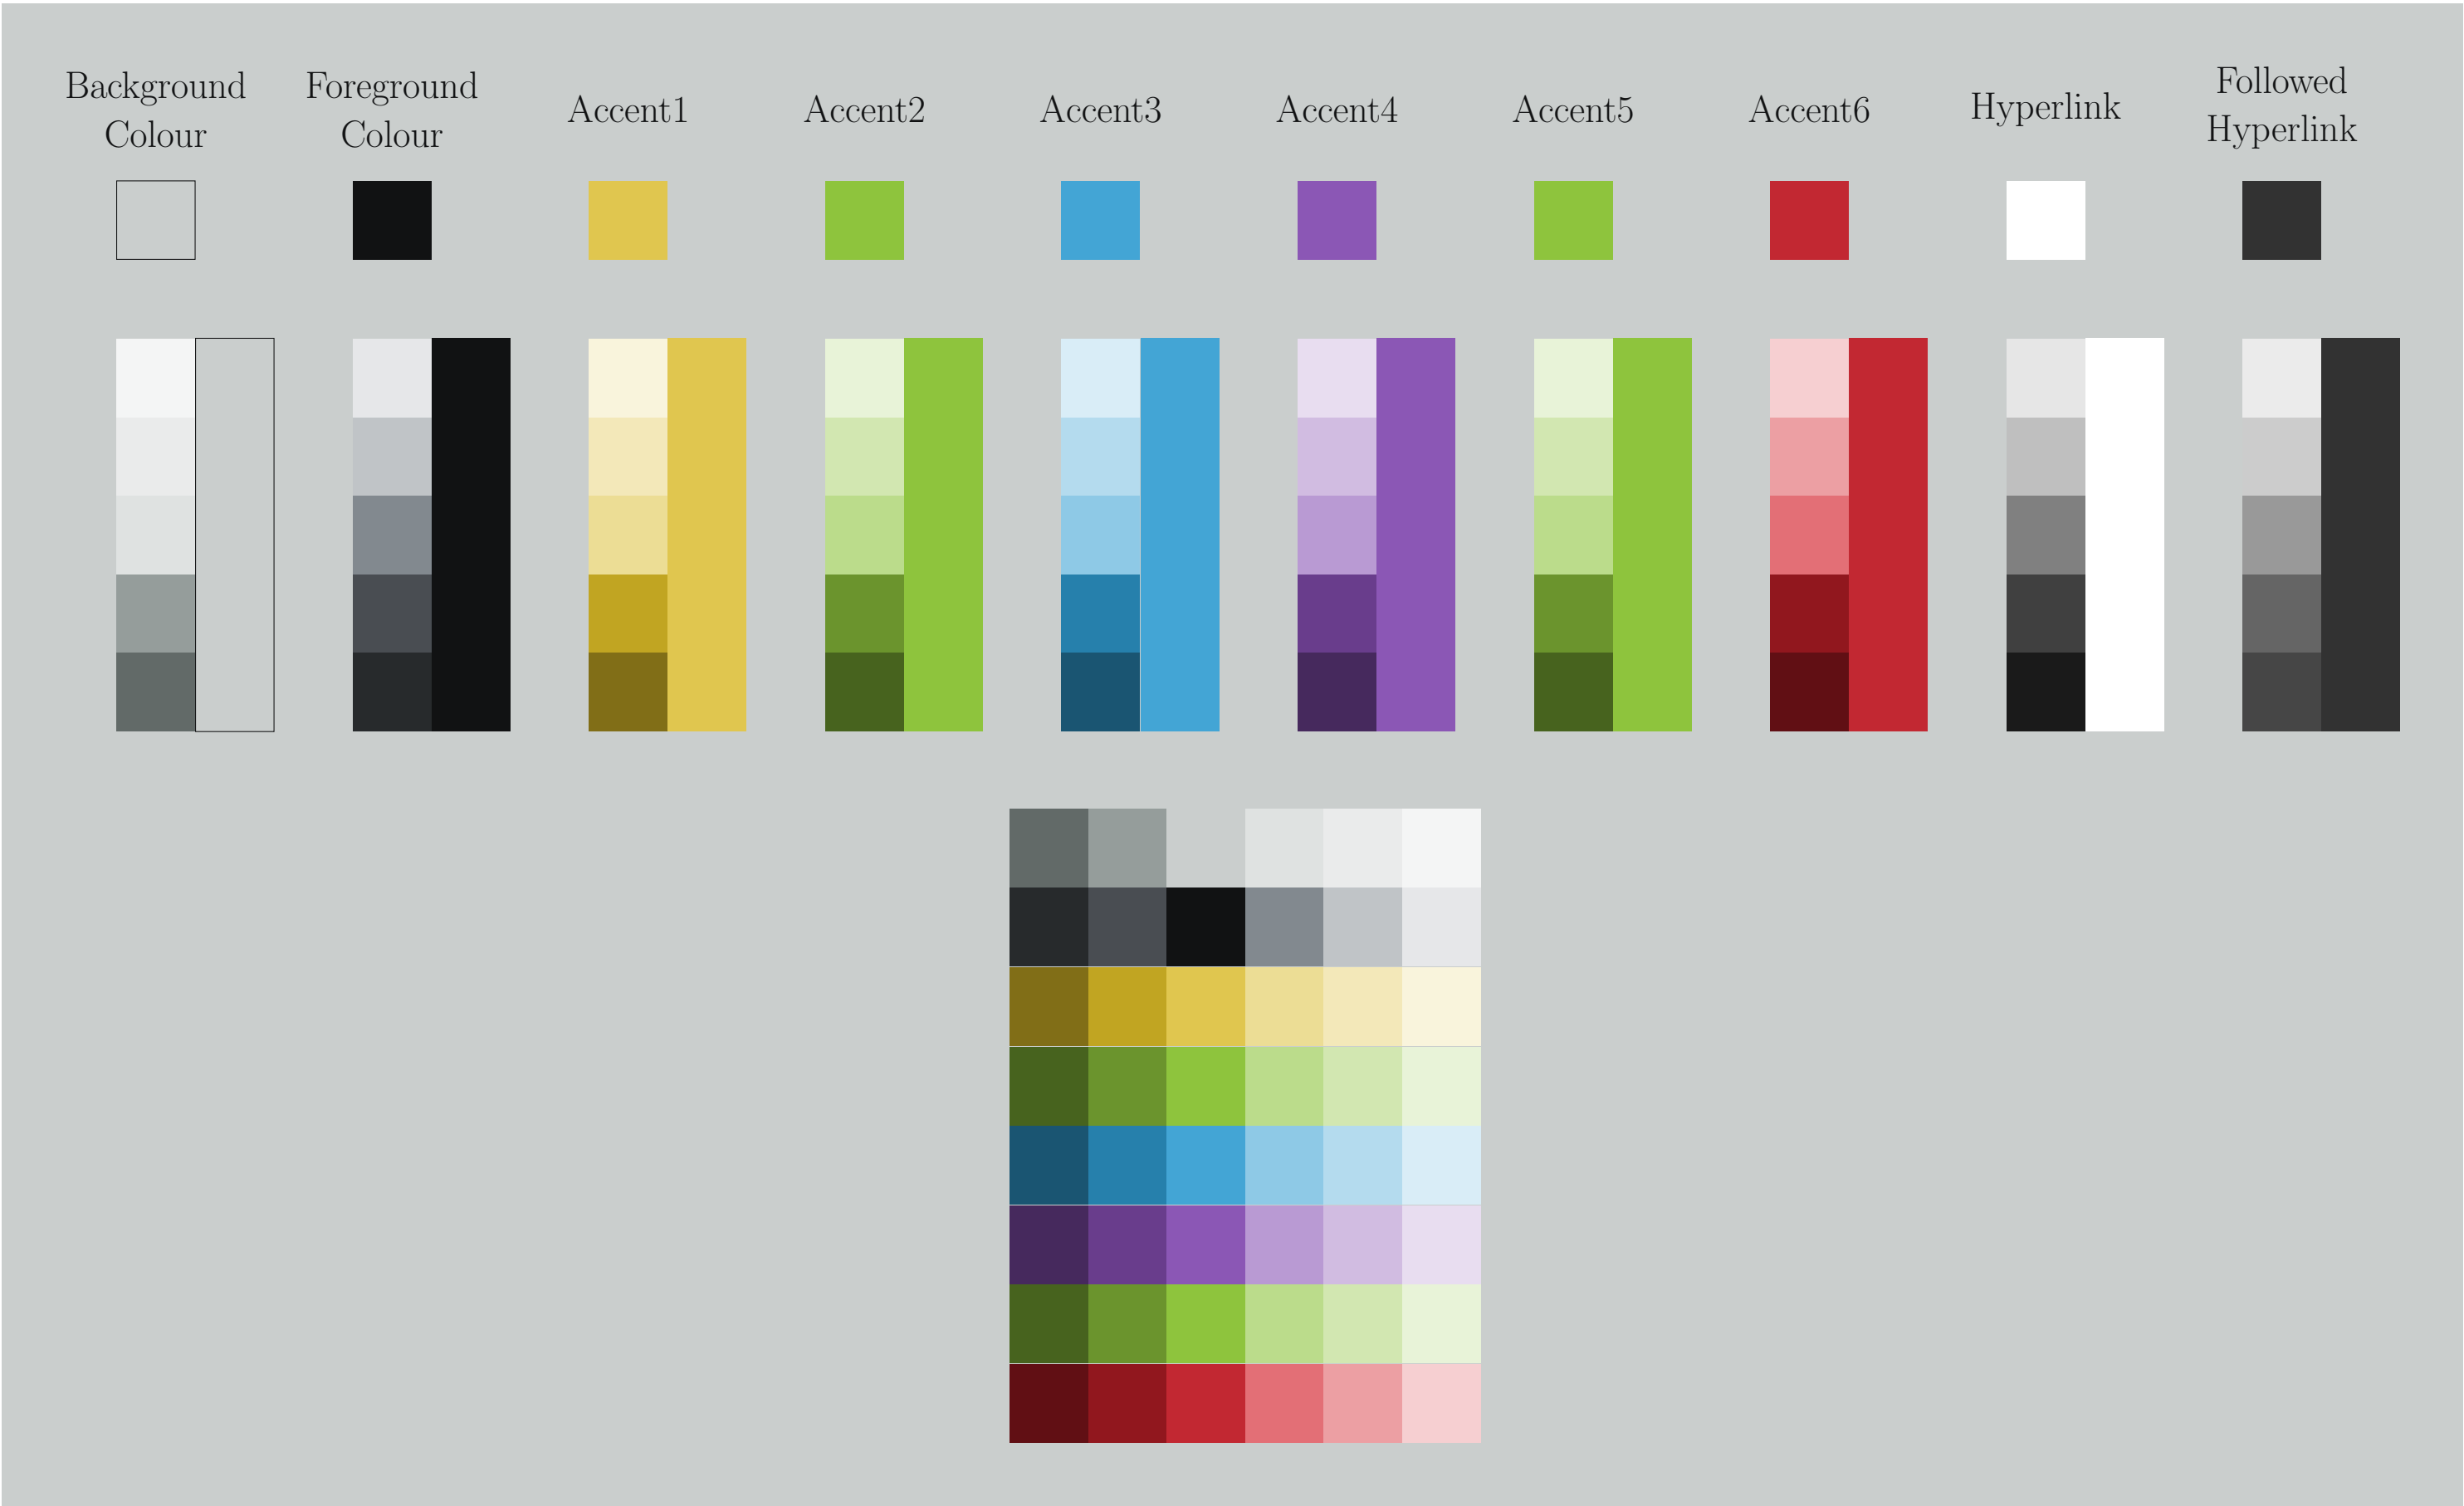 Background
Colour
Foreground
Colour
Accent1
Accent2
Accent3
Accent4
Accent5
Accent6
Hyperlink
Followed
Hyperlink